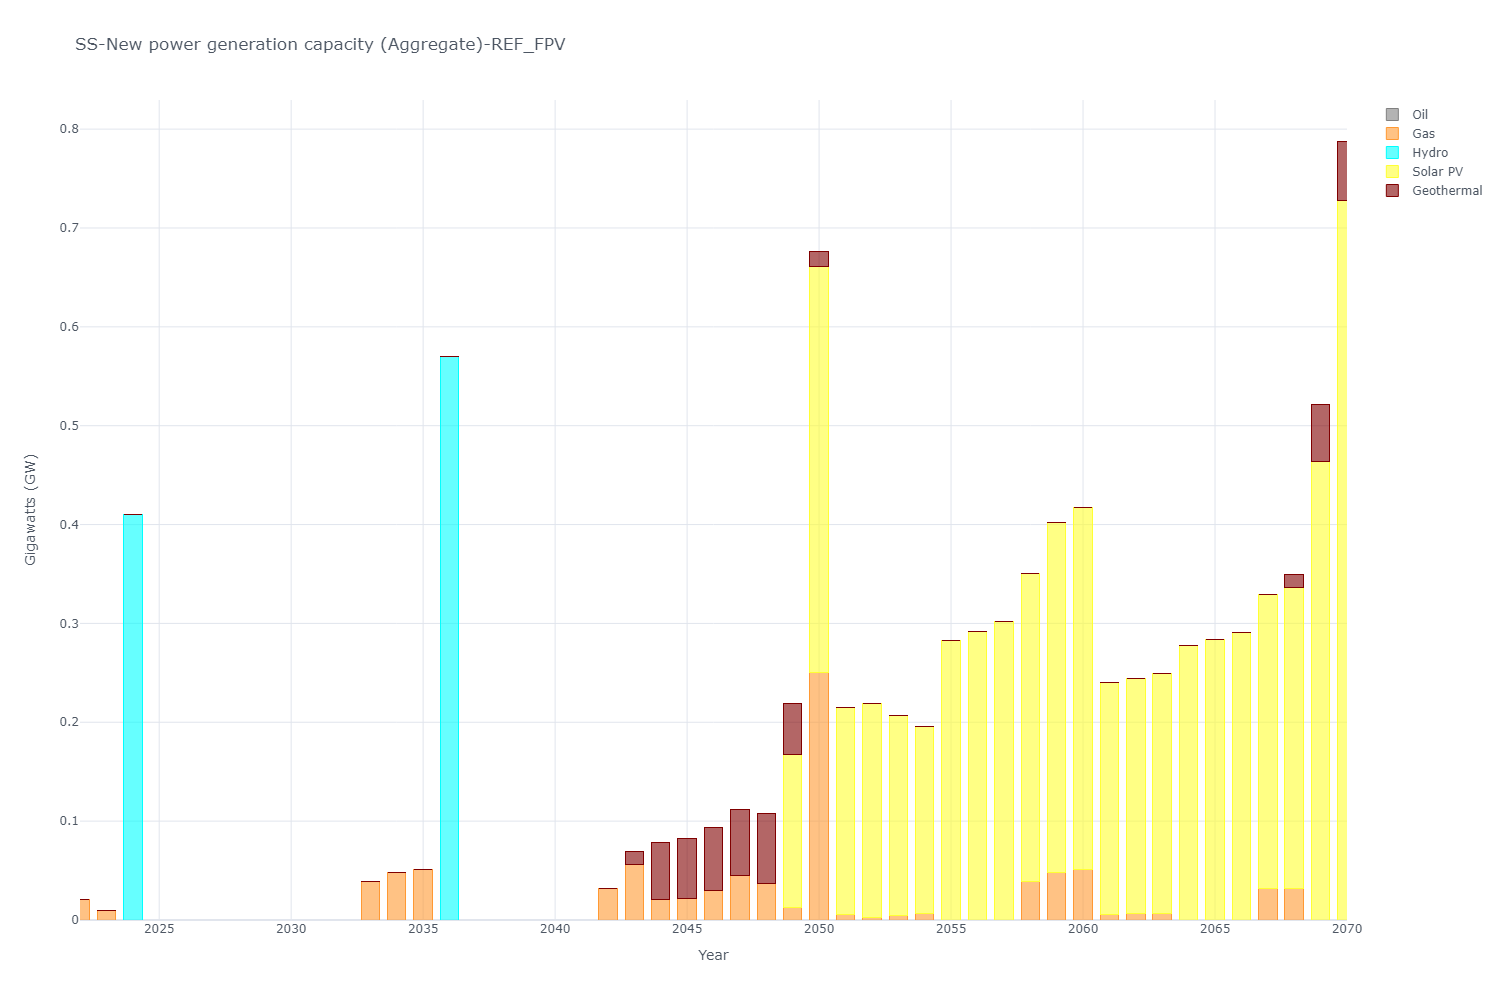 SS-New power generation capacity (Aggregate)-REF_FPV
Oil
Gas
Hydro
Solar PV
Geothermal
Gigawatts (GW)
0.8
0.7
0.6
0.5
0.4
0.3
0.2
0.1
0
2025
2030
2035
2040
2045
2050
2055
2060
2065
2070
Year